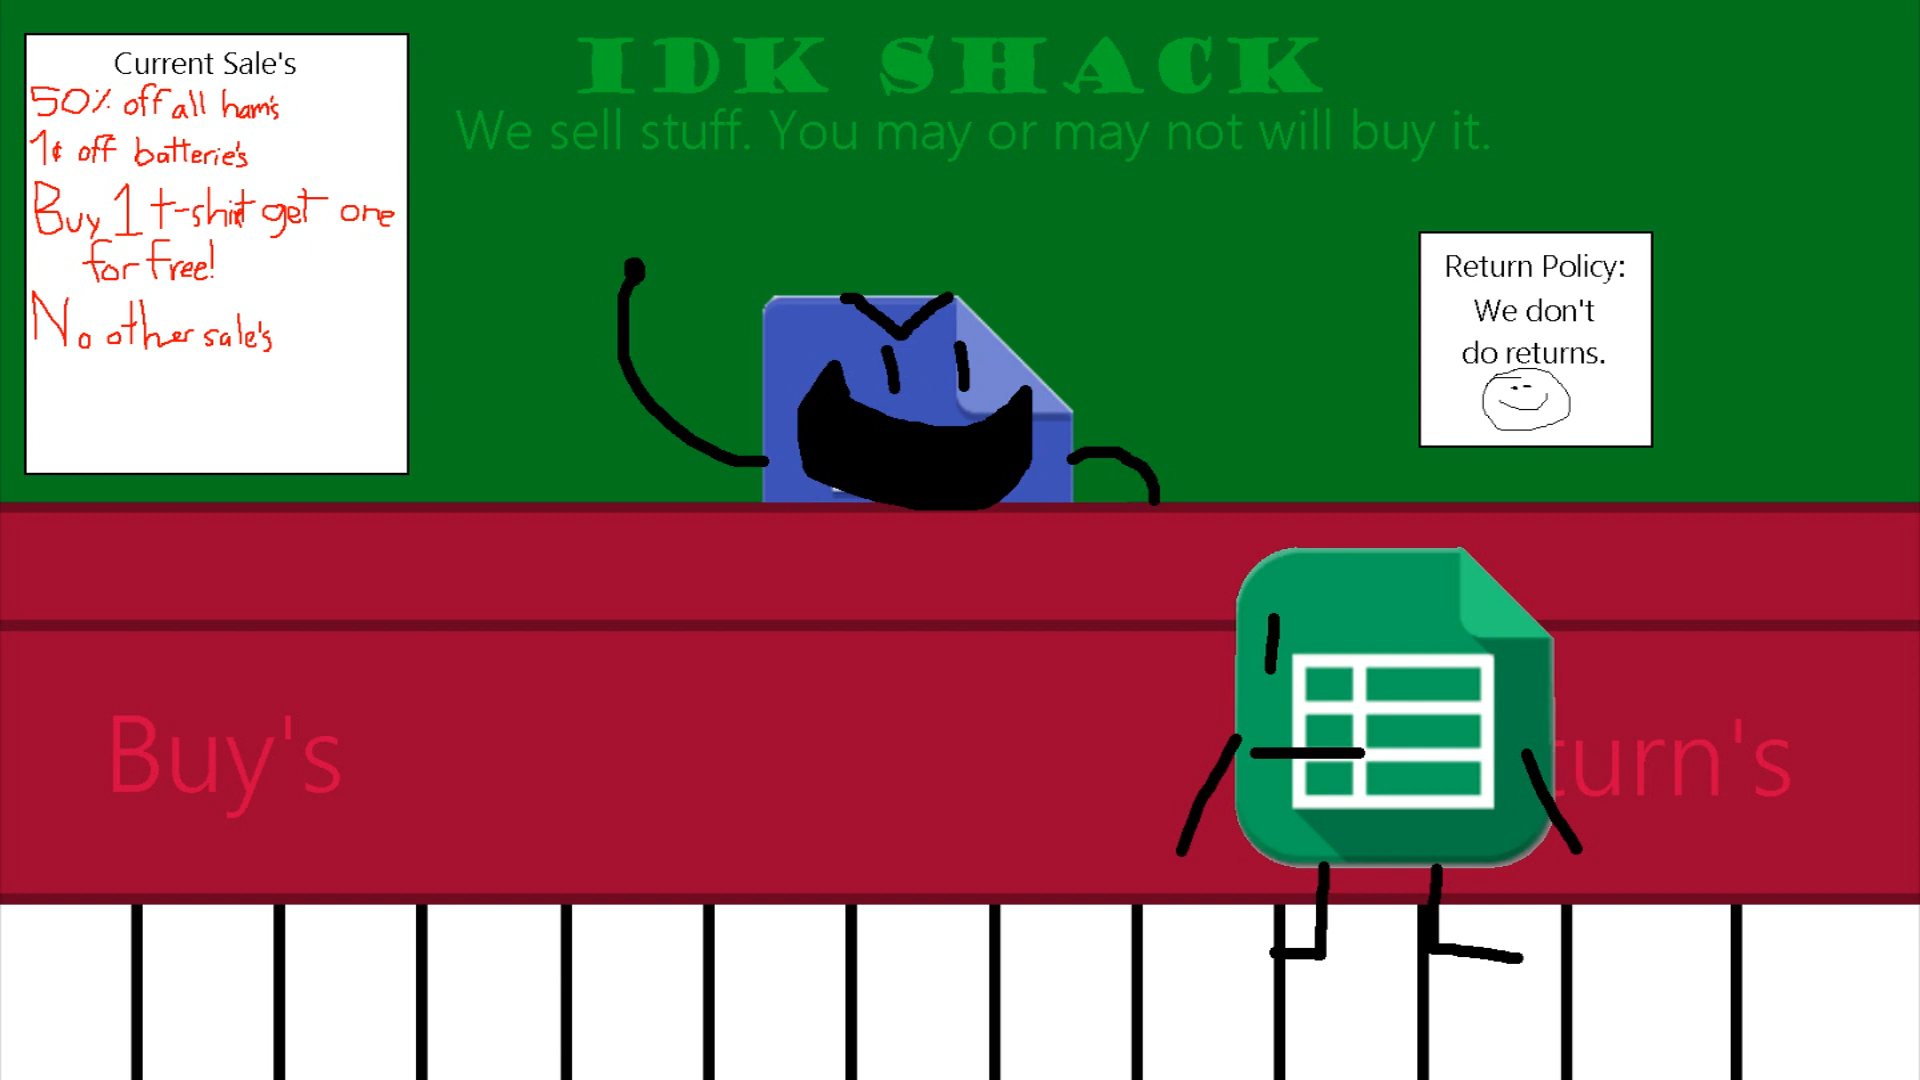 Current Sale's
50% off all ham's
1¢ off batterie's
Buy 1 t-shirt get one
for free!
No other sale's
IDK SHACK
We sell stuff. You may or may not will buy it.
Return Policy:
We don't
do returns.
Buy's
turn's